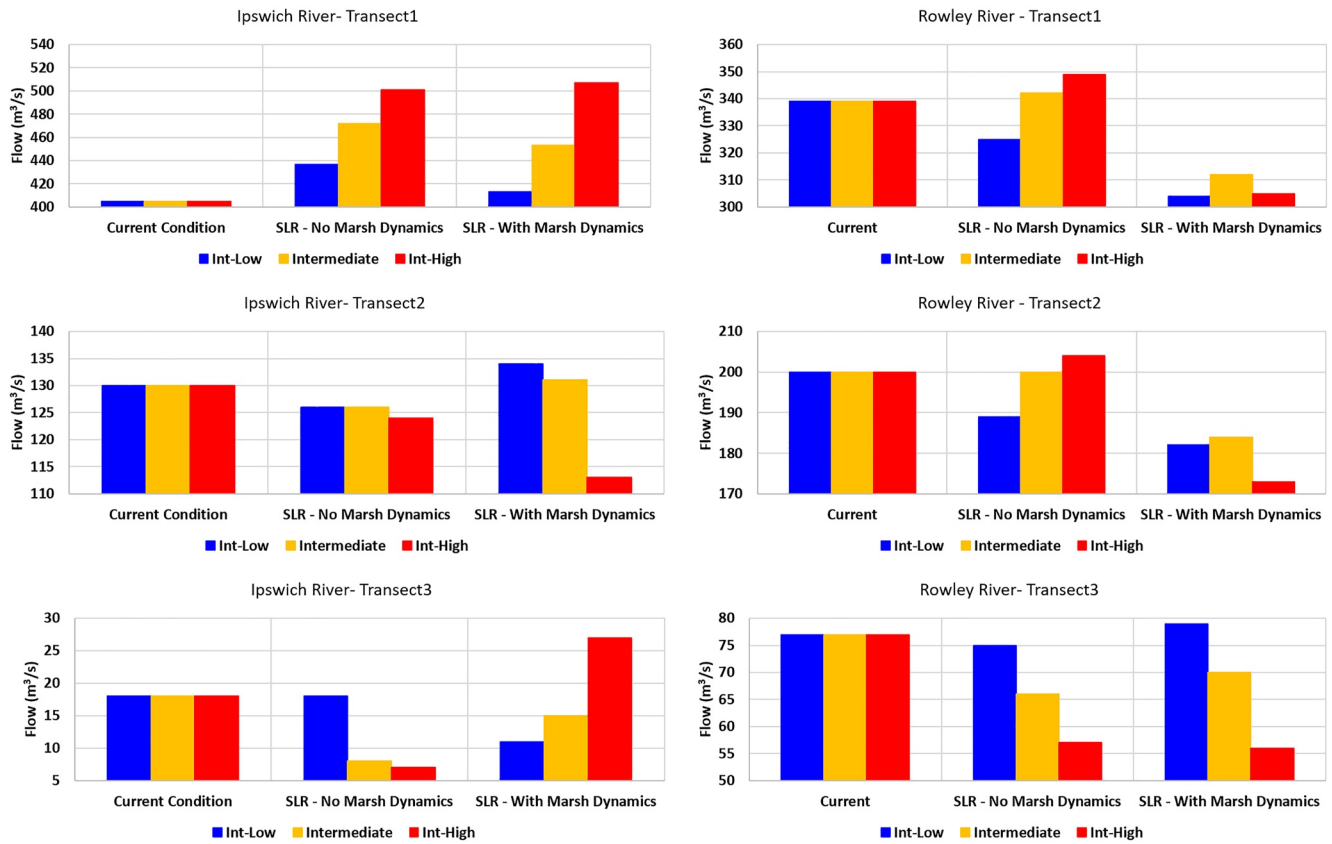 Ipswich River- Transect1
540
520
500
480
460
440
420
400
Flow (m³/s)
Current Condition SLR - No Marsh Dynamics SLR - With Marsh Dynamics
Int-Low Intermediate Int-High
Rowley River - Transect1
360
350
340
330
320
310
300
Flow (m³/s)
Current SLR - No Marsh Dynamics SLR - With Marsh Dynamics
Int-Low Intermediate Int-High
Ipswich River- Transect2
140
135
130
125
120
115
110
Flow (m³/s)
Current Condition SLR - No Marsh Dynamics SLR - With Marsh Dynamics
Int-Low Intermediate Int-High
Rowley River - Transect2
210
200
190
180
170
Flow (m³/s)
Current SLR - No Marsh Dynamics SLR - With Marsh Dynamics
Int-Low Intermediate Int-High
Ipswich River- Transect3
30
25
20
15
10
5
Flow (m³/s)
Current Condition SLR - No Marsh Dynamics SLR - With Marsh Dynamics
Int-Low Intermediate Int-High
Rowley River- Transect3
80
75
70
65
60
55
50
Flow (m³/s)
Current SLR - No Marsh Dynamics SLR - With Marsh Dynamics
Int-Low Intermediate Int-High